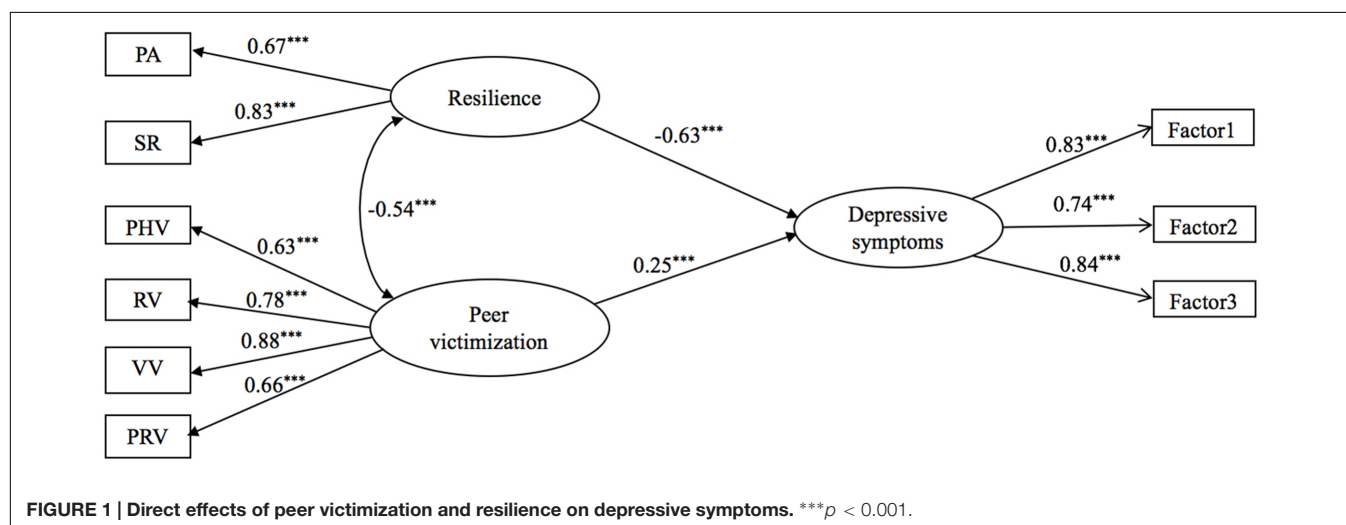 PA
0.67***
Resilience
0.83***
SR
-0.63***
Factor1
0.83***
-0.54***
PHV
0.63***
Depressive
symptoms
0.74***
Factor2
RV
0.78***
0.25***
0.84***
Factor3
Peer
victimization
0.88***
VV
0.66***
PRV
FIGURE 1 | Direct effects of peer victimization and resilience on depressive symptoms. ***p < 0.001.